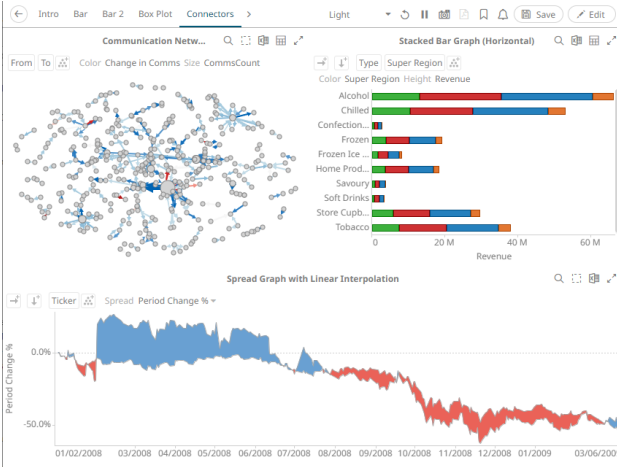 Intro Bar Bar 2 Box Plot Connectors Light Save Edit
Communication Netw...
From To Color Change in Comms Size CommsCount
Stacked Bar Graph (Horizontal)
Type Super Region
Color Super Region Height Revenue
Alcohol
Chilled
Confection...
Frozen
Frozen Ice ...
Home Prod...
Savoury
Soft Drinks
Store Cupb...
Tobacco
0 20 M 40 M 60 M
Revenue
Spread Graph with Linear Interpolation
Ticker Spread Period Change %
Period Change %
0.0%
-50.0%
01/02/2008 03/2008 04/2008 05/2008 06/2008 07/2008 08/2008 09/2008 10/2008 11/2008 12/2008 01/2009 03/06/200